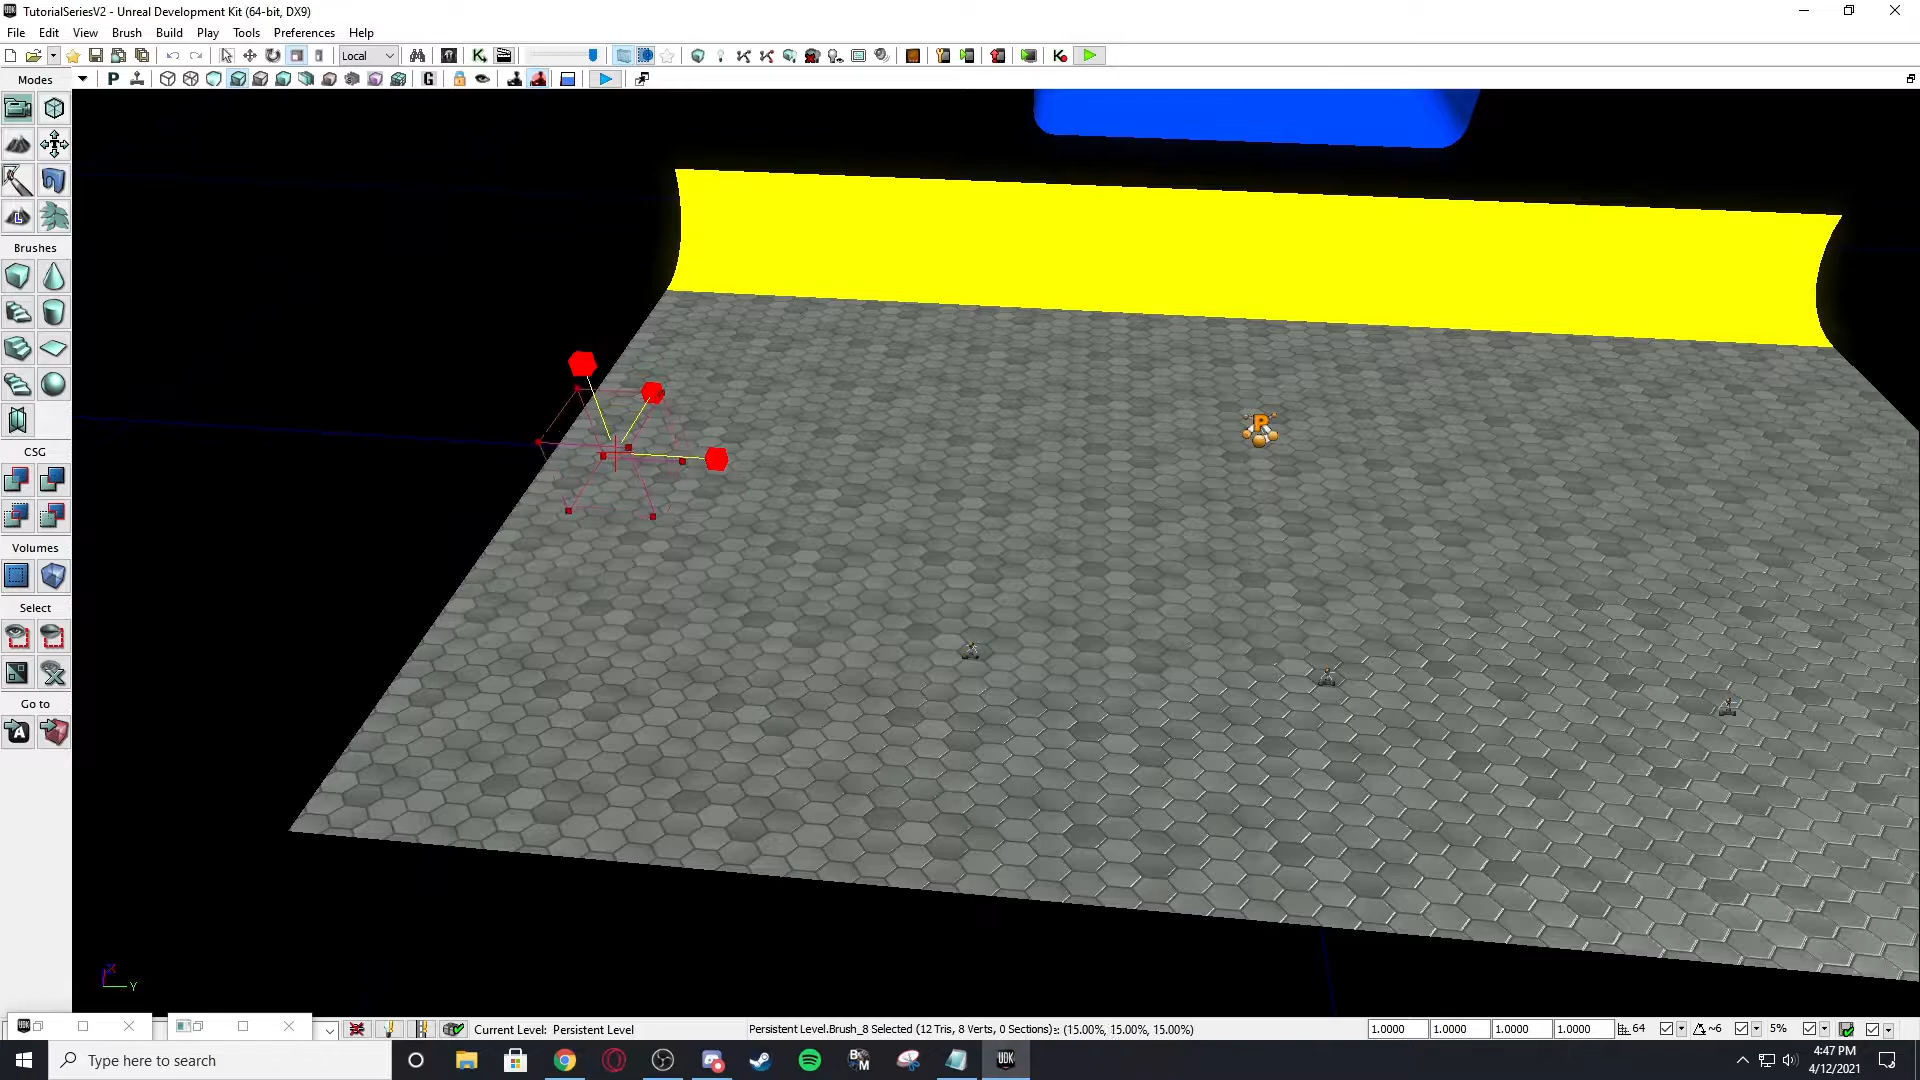 TutorialSeriesV2 - Unreal Development Kit (64-bit, DX9)
File Edit View Brush Build Play Tools Preferences Help
Local
Modes
P
G
L
Brushes
CSG
Volumes
Select
Go to
A
P
Y
UDK
Current Level: Persistent Level
Persistent Level.Brush_8 Selected (12 Tris, 8 Verts, 0 Sections): (15.00%, 15.00%, 15.00%)
1.0000 1.0000 1.0000 1.0000 64 ~6 5%
Type here to search
B M
UDK
4:47 PM
4/12/2021